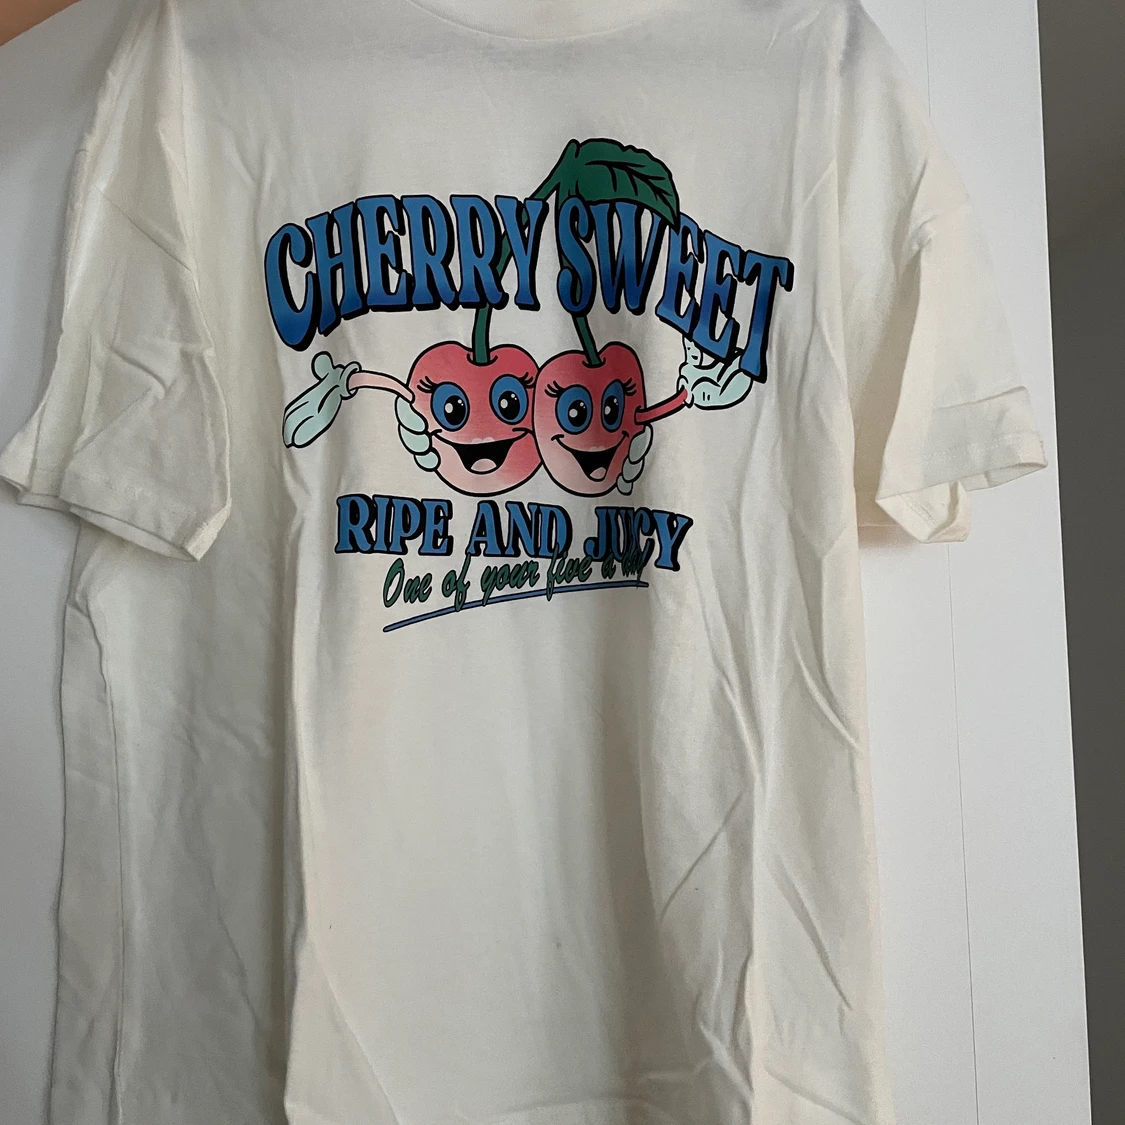 CHERRY SWEET
RIPE AND JUICY
One of your five a day